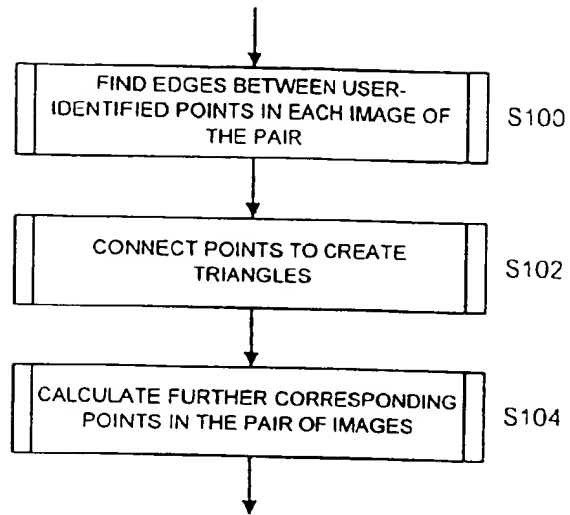 FIND EDGES BETWEEN USER-
IDENTIFIED POINTS IN EACH IMAGE OF
THE PAIR
S100
CONNECT POINTS TO CREATE
TRIANGLES
S102
CALCULATE FURTHER CORRESPONDING
POINTS IN THE PAIR OF IMAGES
S104